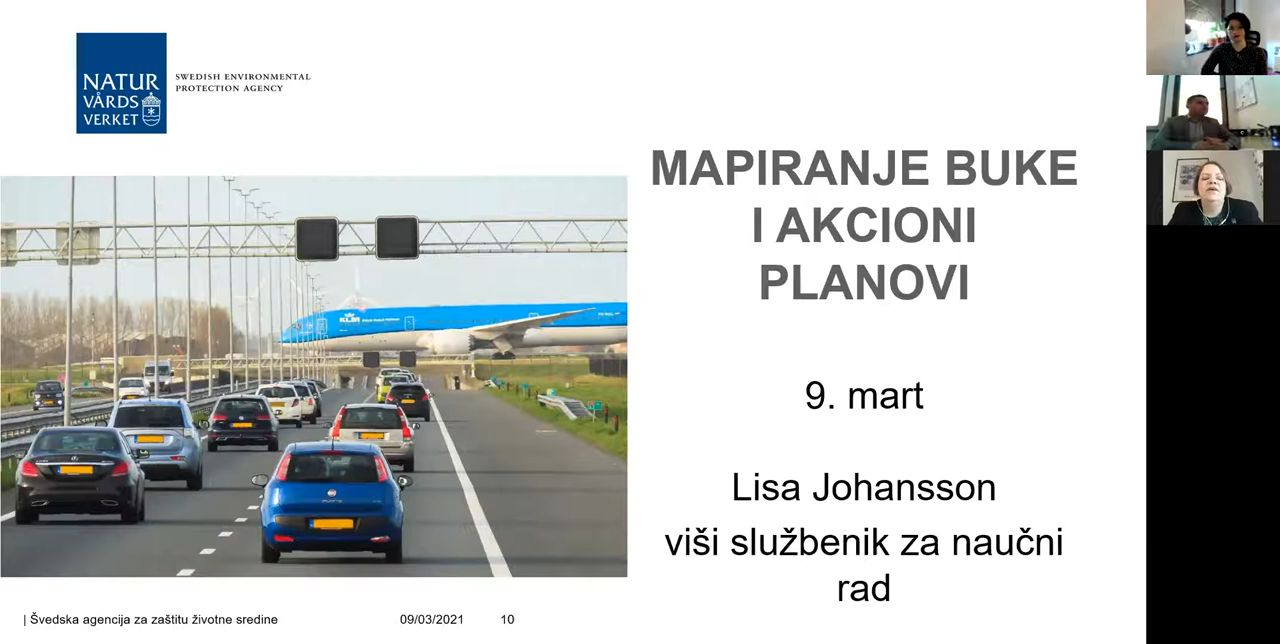 NATUR
VÅRDS
VERKET
SWEDISH ENVIRONMENTAL
PROTECTION AGENCY
MAPIRANJE BUKE
I AKCIONI
PLANOVI
KLM
9. mart
Lisa Johansson
viši službenik za naučni
rad
| Švedska agencija za zaštitu životne sredine
09/03/2021
10